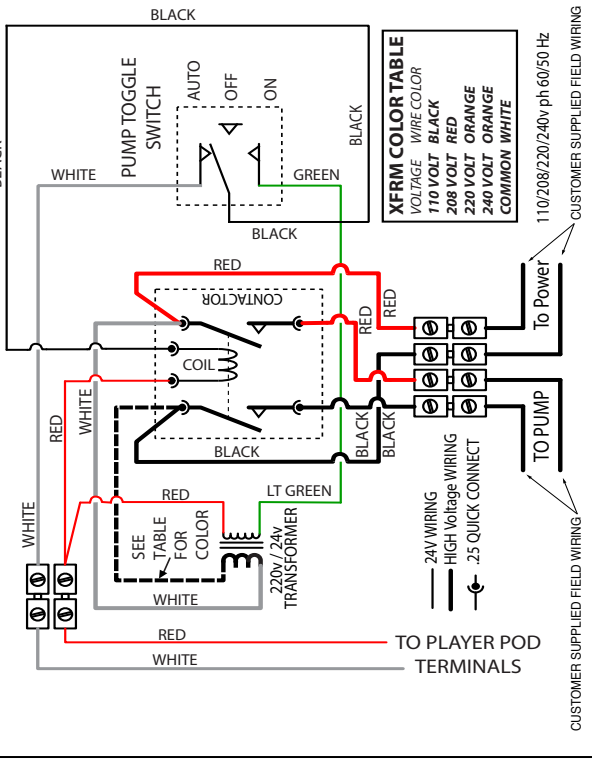 BLACK
PUMP TOGGLE
SWITCH
AUTO
OFF
ON
BLACK
WHITE
GREEN
BLACK
XFRM COLOR TABLE
VOLTAGE WIRE COLOR
110 VOLT BLACK
208 VOLT RED
220 VOLT ORANGE
240 VOLT ORANGE
COMMON WHITE
110/208/220/240v ph 60/50 Hz
CUSTOMER SUPPLIED FIELD WIRING
RED
CONTACTOR
COIL
RED
RED
To Power
WHITE
RED
BLACK
BLACK
BLACK
TO PUMP
WHITE
RED
LT GREEN
SEE
TABLE
FOR
COLOR
220v / 24v
TRANSFORMER
WHITE
24V WIRING
HIGH Voltage WIRING
.25 QUICK CONNECT
RED
WHITE
TO PLAYER POD
TERMINALS
CUSTOMER SUPPLIED FIELD WIRING